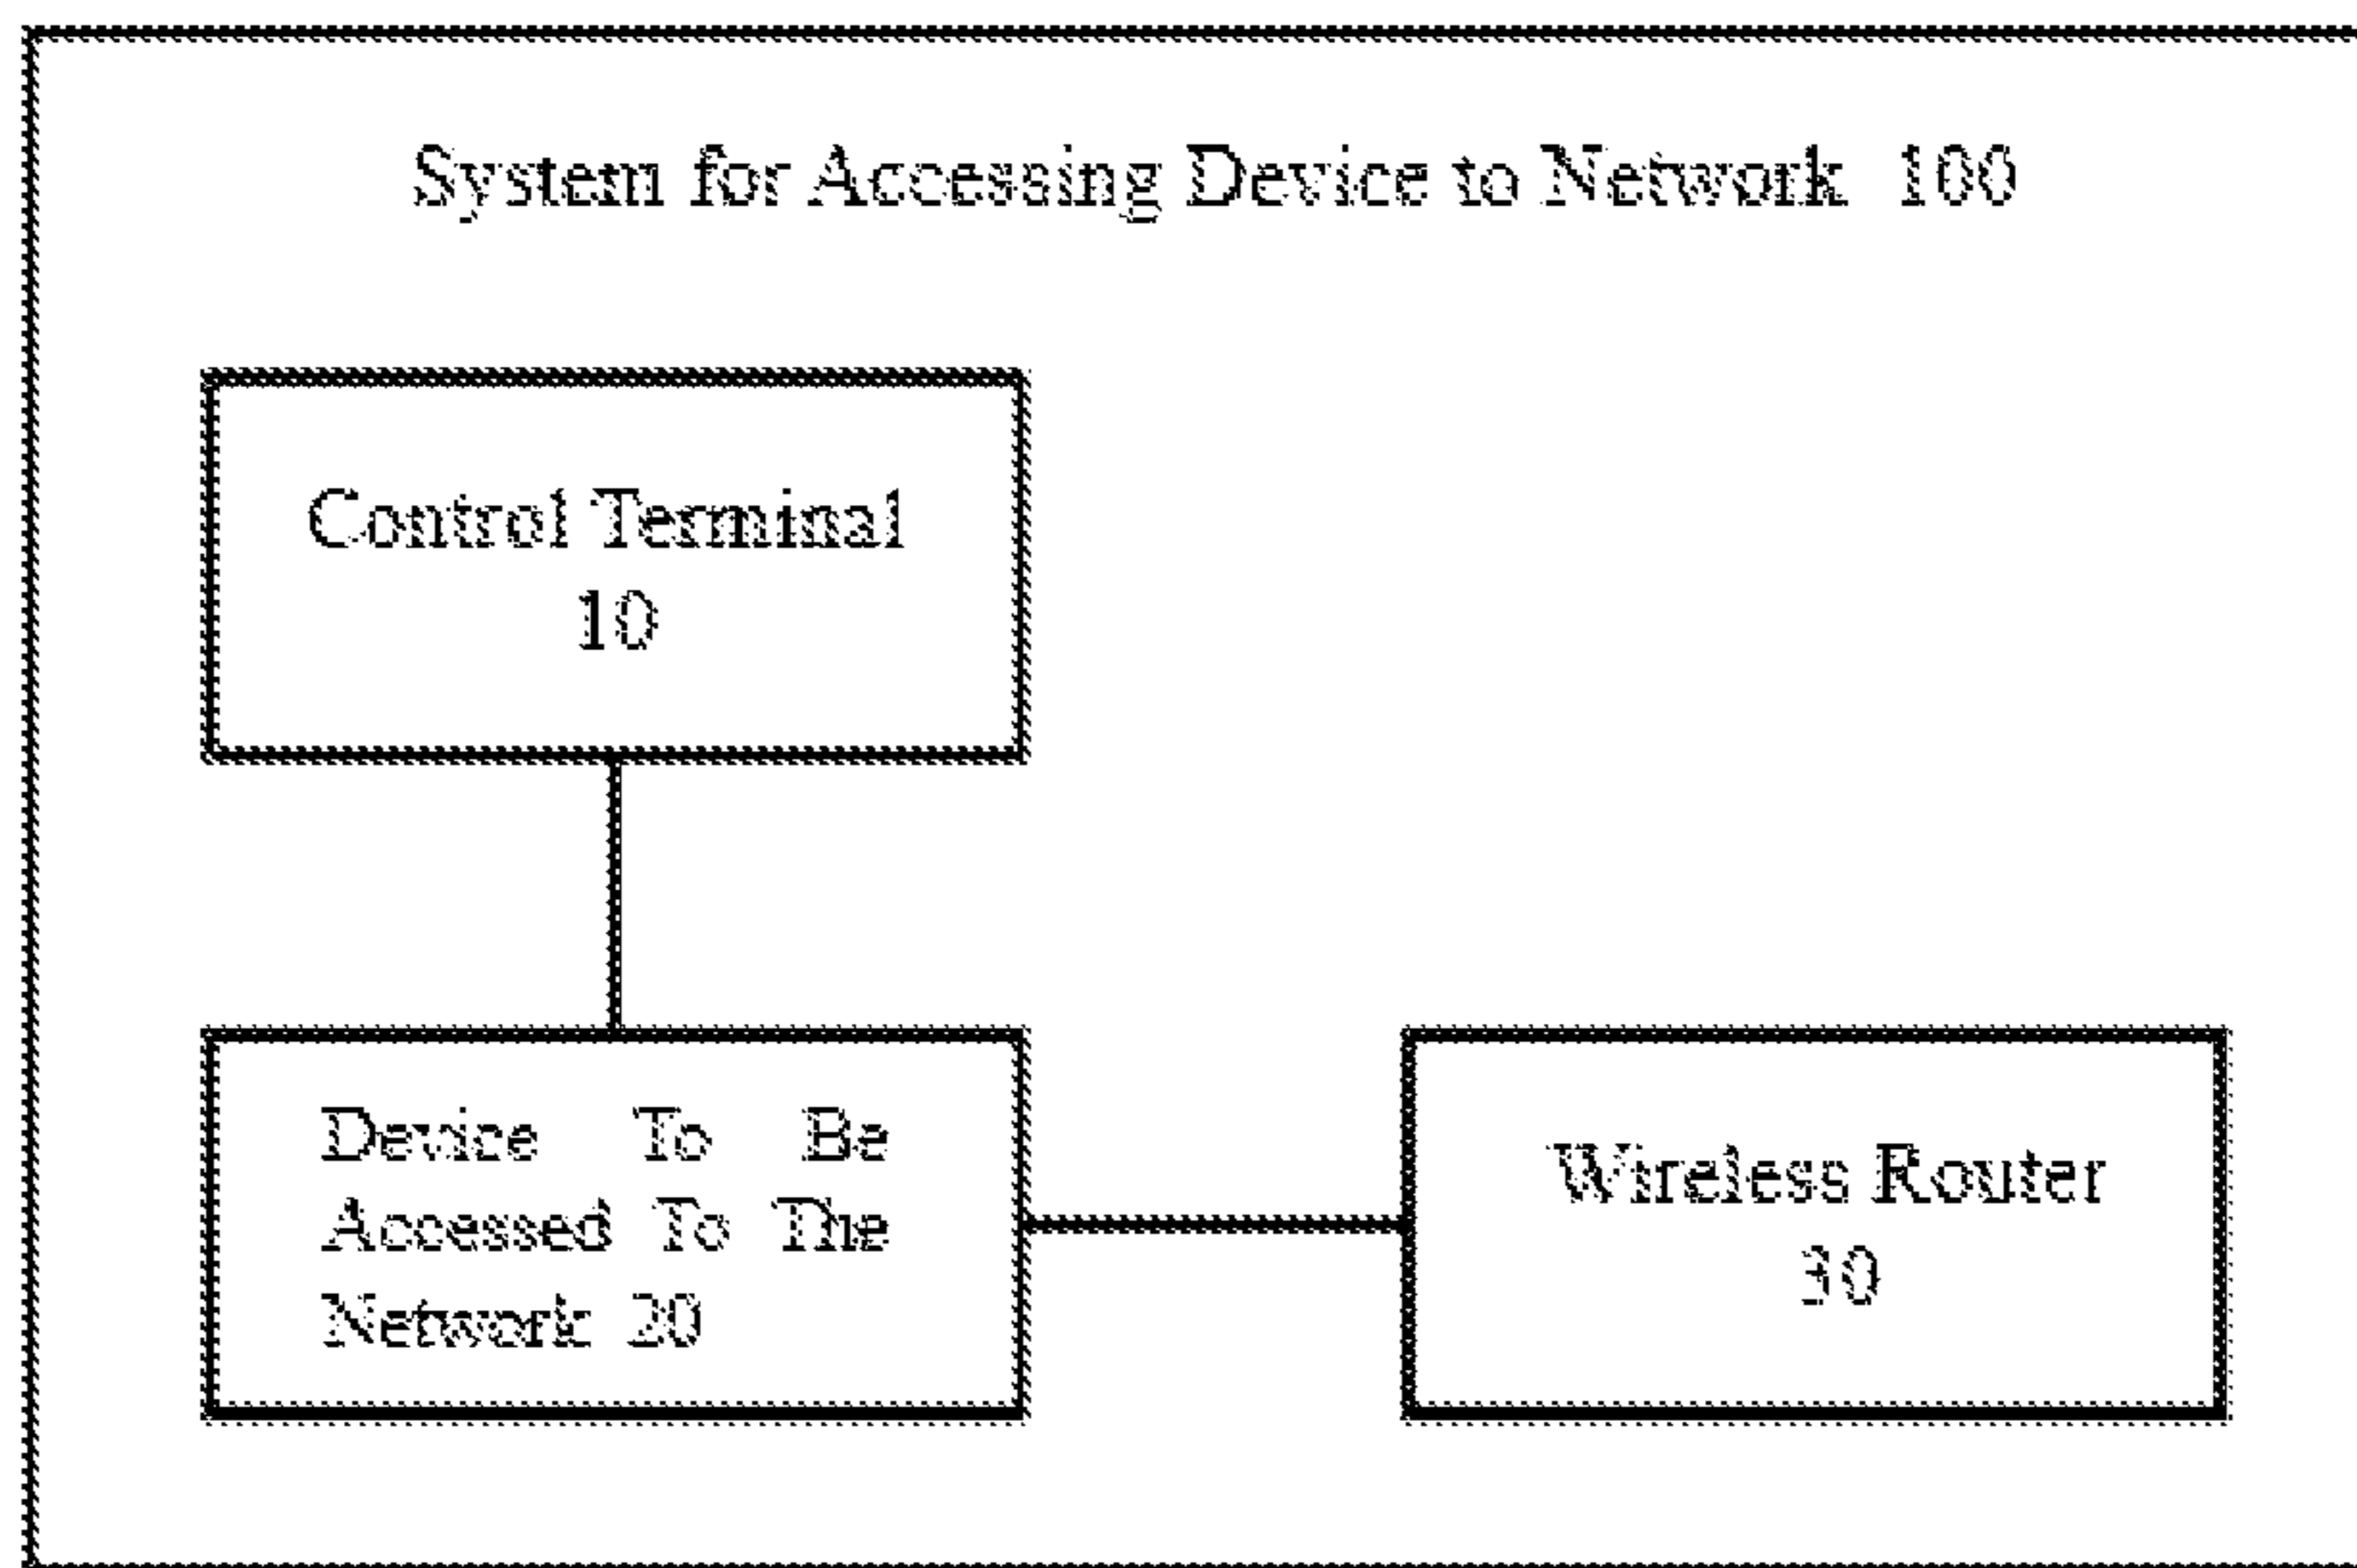 System for Accessing Device to Network 100
Control Terminal
10
Device To Be
Accessed To The
Network 20
Wireless Router
30